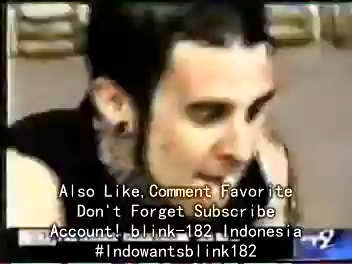 Also Like,Comment Favorite
Don't Forget Subscribe
Account! blink-182 Indonesia
#Indowantsblink182